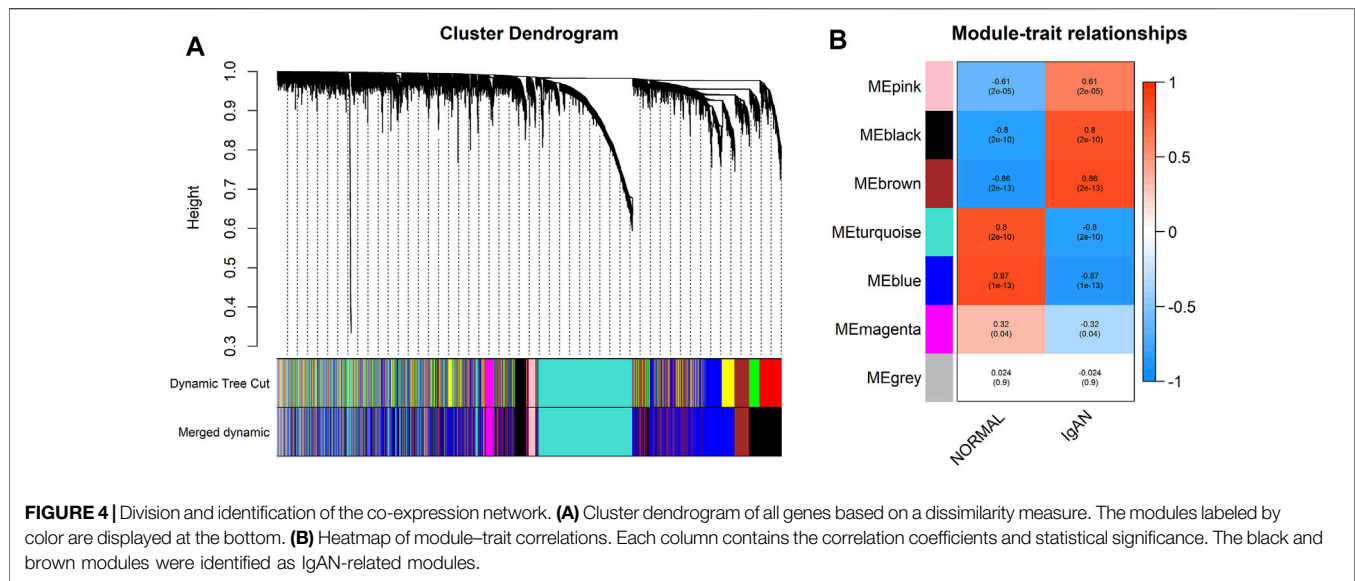 A
Cluster Dendrogram
Height
1.0
0.9
0.8
0.7
0.6
0.5
0.4
0.3
Dynamic Tree Cut
Merged dynamic
B
Module-trait relationships
MEpink
-0.61
(2e-05)
0.61
(2e-05)
MEblack
-0.8
(2e-10)
0.8
(2e-10)
MEbrown
-0.86
(2e-13)
0.86
(2e-13)
MEturquoise
0.8
(2e-10)
-0.8
(2e-10)
MEblue
0.87
(1e-13)
-0.87
(1e-13)
MEmagenta
0.32
(0.04)
-0.32
(0.04)
MEgrey
0.024
(0.9)
-0.024
(0.9)
NORMAL
IgAN
1
0.5
0
-0.5
-1
FIGURE 4 | Division and identification of the co-expression network. (A) Cluster dendrogram of all genes based on a dissimilarity measure. The modules labeled by
color are displayed at the bottom. (B) Heatmap of module–trait correlations. Each column contains the correlation coefficients and statistical significance. The black and
brown modules were identified as IgAN-related modules.